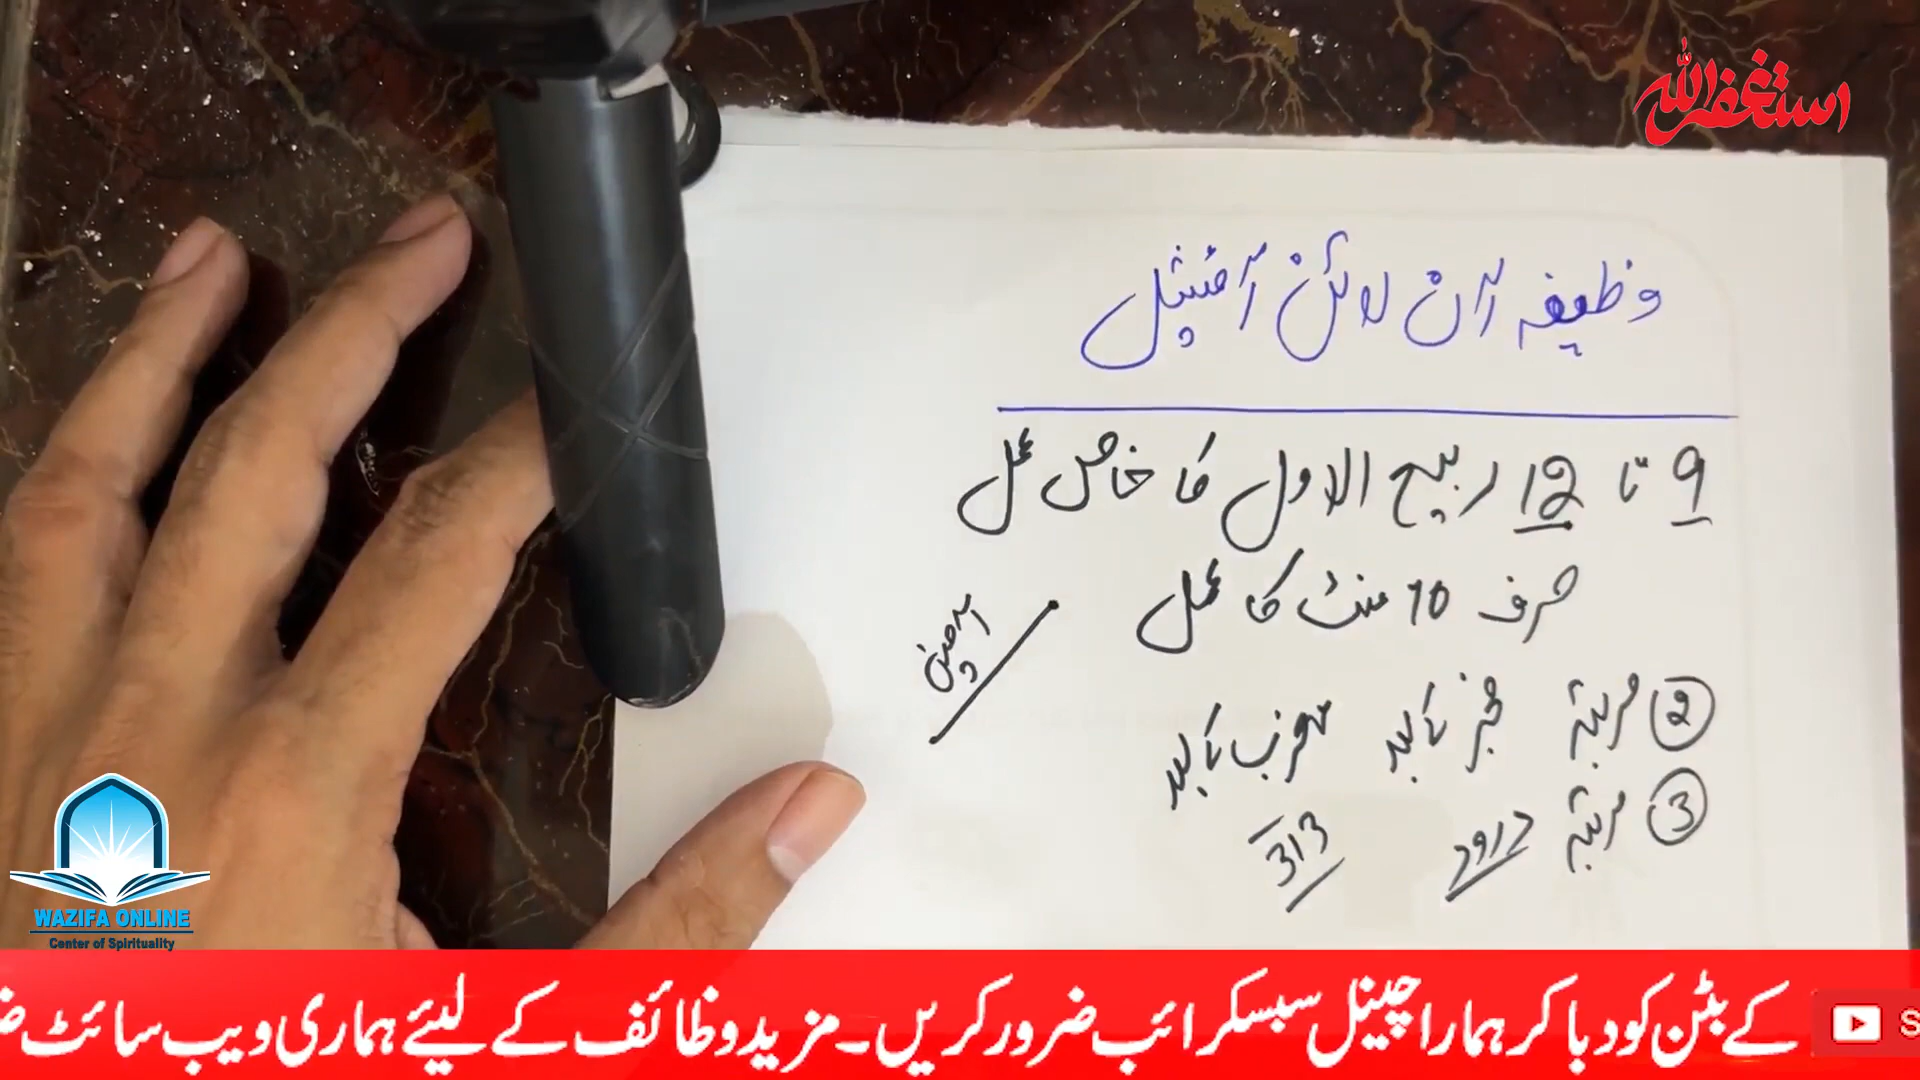 استغفراللہ
وظیفہ آن لائن آفیشل
9 تا 12 ربیع الاول کا خاص عمل
صرف 10 منٹ کا عمل
آمین
② مرتبہ فجر کے بعد مغرب کے بعد
③ مرتبہ درود 313
WAZIFA ONLINE
Center of Spirituality
کے بٹن کو دبا کر ہمارا چینل سبسکرائب ضرور کریں۔ مزید وظائف کے لیئے ہماری ویب سائٹ